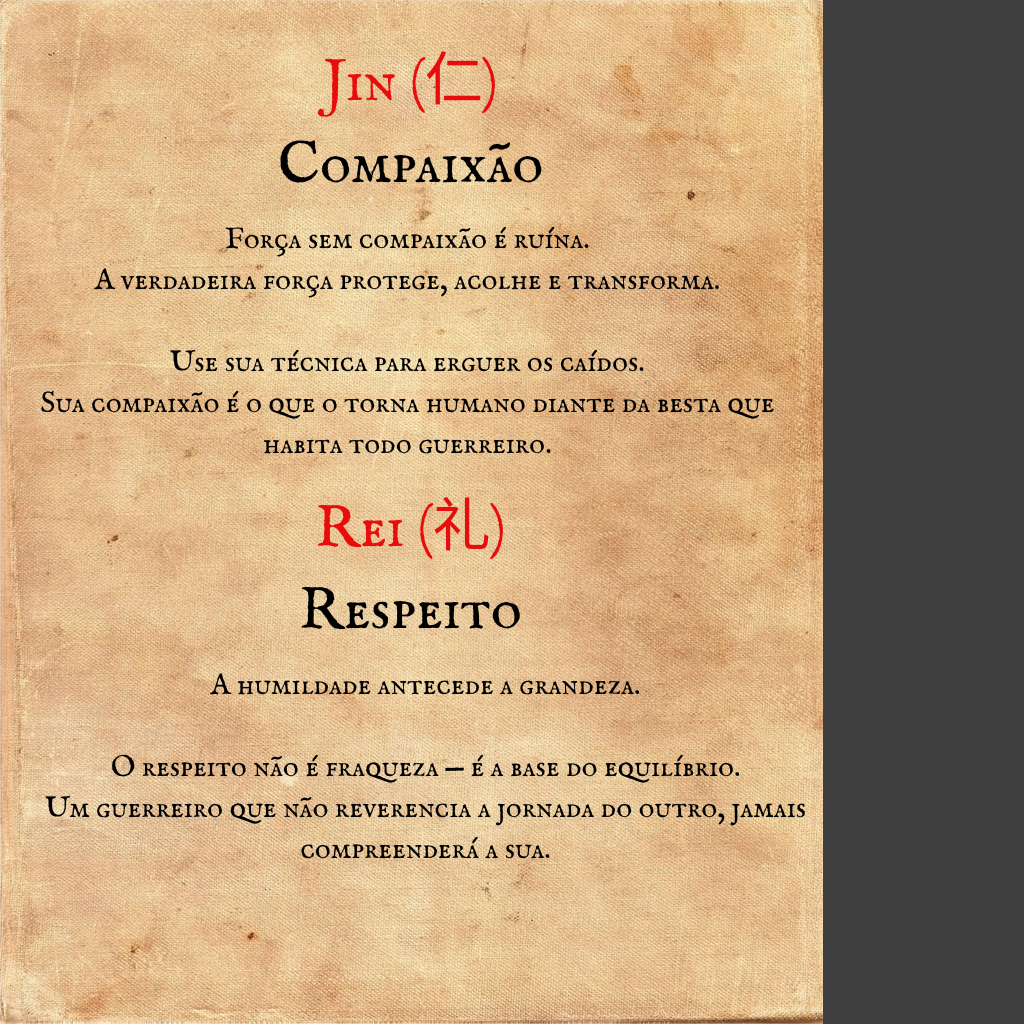 Jin (仁)
Compaixão
Força sem compaixão é ruína.
A verdadeira força protege, acolhe e transforma.
Use sua técnica para erguer os caídos.
Sua compaixão é o que o torna humano diante da besta que
habita todo guerreiro.
Rei (礼)
Respeito
A humildade antecede a grandeza.
O respeito não é fraqueza — é a base do equilíbrio.
Um guerreiro que não reverencia a jornada do outro, jamais
compreenderá a sua.